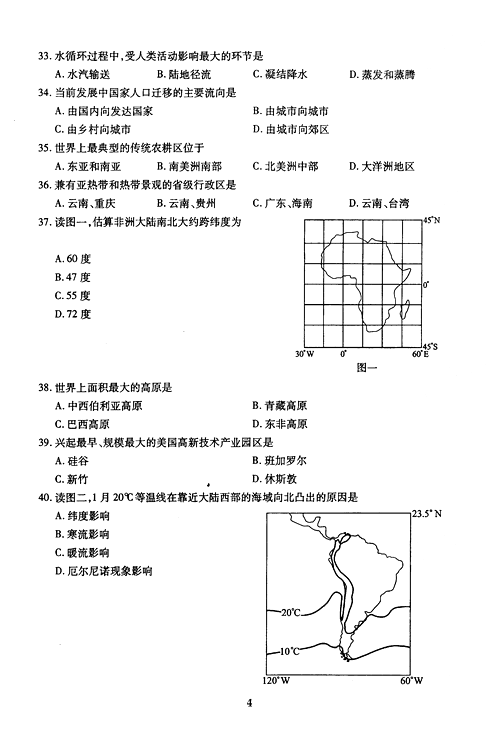 33. 水循环过程中,受人类活动影响最大的环节是
A. 水汽输送 B. 陆地径流 C. 凝结降水 D. 蒸发和蒸腾
34. 当前发展中国家人口迁移的主要流向是
A. 由国内向发达国家 B. 由城市向城市
C. 由乡村向城市 D. 由城市向郊区
35. 世界上最典型的传统农耕区位于
A. 东亚和南亚 B. 南美洲南部 C. 北美洲中部 D. 大洋洲地区
36. 兼有亚热带和热带景观的省级行政区是
A. 云南、重庆 B. 云南、贵州 C. 广东、海南 D. 云南、台湾
37. 读图一,估算非洲大陆南北大约跨纬度为
A. 60 度
B. 47 度
C. 55 度
D. 72 度
45°N
0°
45°S
30°W 0° 60°E
图一
38. 世界上面积最大的高原是
A. 中西伯利亚高原 B. 青藏高原
C. 巴西高原 D. 东非高原
39. 兴起最早、规模最大的美国高新技术产业园区是
A. 硅谷 B. 班加罗尔
C. 新竹 D. 休斯敦
40. 读图二,1 月 20℃等温线在靠近大陆西部的海域向北凸出的原因是
A. 纬度影响
B. 寒流影响
C. 暖流影响
D. 厄尔尼诺现象影响
23.5°N
20℃
10℃
120°W 60°W
4